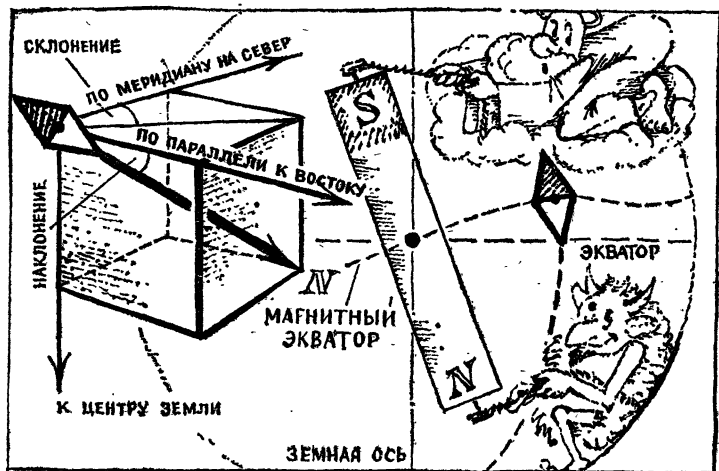 СКЛОНЕНИЕ
ПО МЕРИДИАНУ НА СЕВЕР
ПО ПАРАЛЛЕЛИ К ВОСТОКУ
НАКЛОНЕНИЕ
К ЦЕНТРУ ЗЕМЛИ
N
МАГНИТНЫЙ
ЭКВАТОР
S
N
ЭКВАТОР
ЗЕМНАЯ ОСЬ